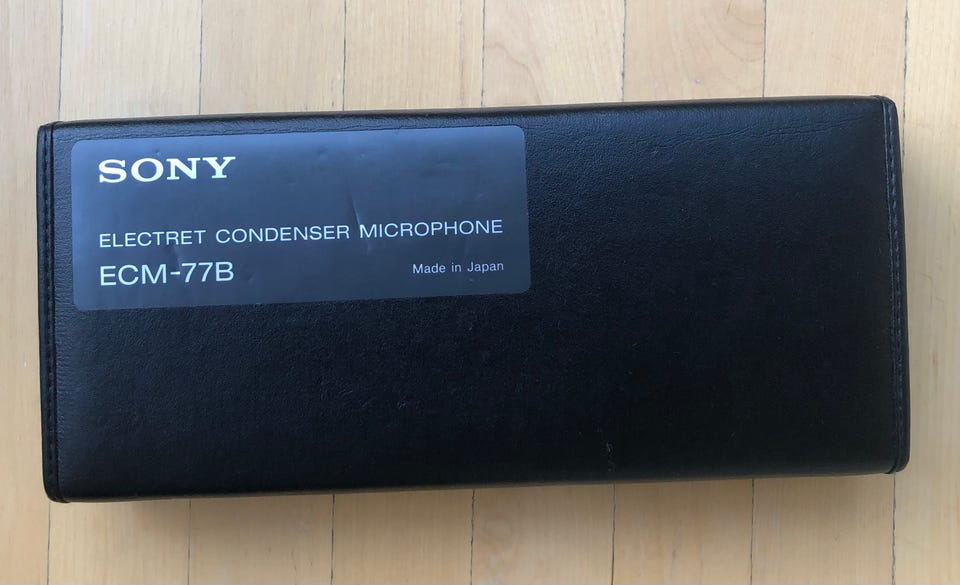 SONY
ELECTRET CONDENSER MICROPHONE
ECM-77B
Made in Japan